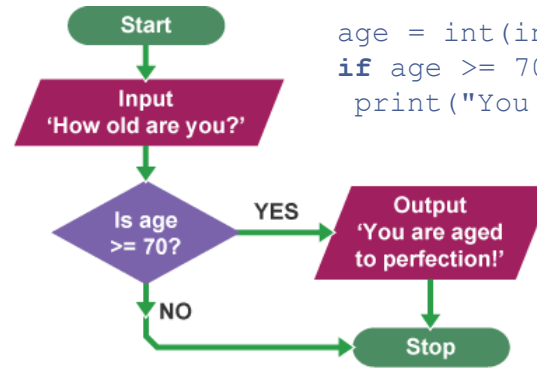 Start
age = int(in
if age >= 70
print("You
Input
‘How old are you?’
Is age
>= 70?
YES
Output
‘You are aged
to perfection!’
NO
Stop